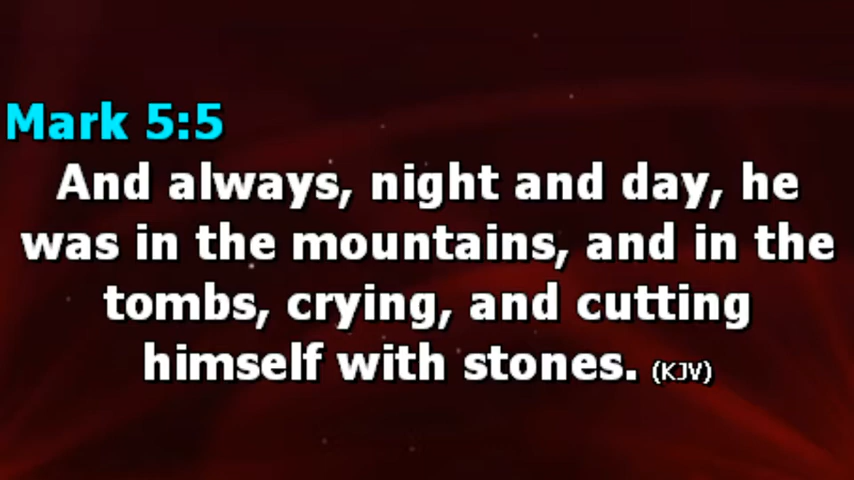 Mark 5:5
And always, night and day, he
was in the mountains, and in the
tombs, crying, and cutting
himself with stones. (KJV)